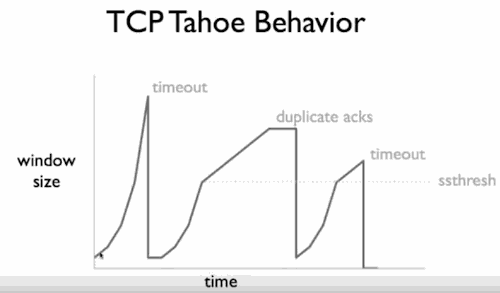 TCP Tahoe Behavior
timeout
duplicate acks
timeout
window
size
ssthresh
time